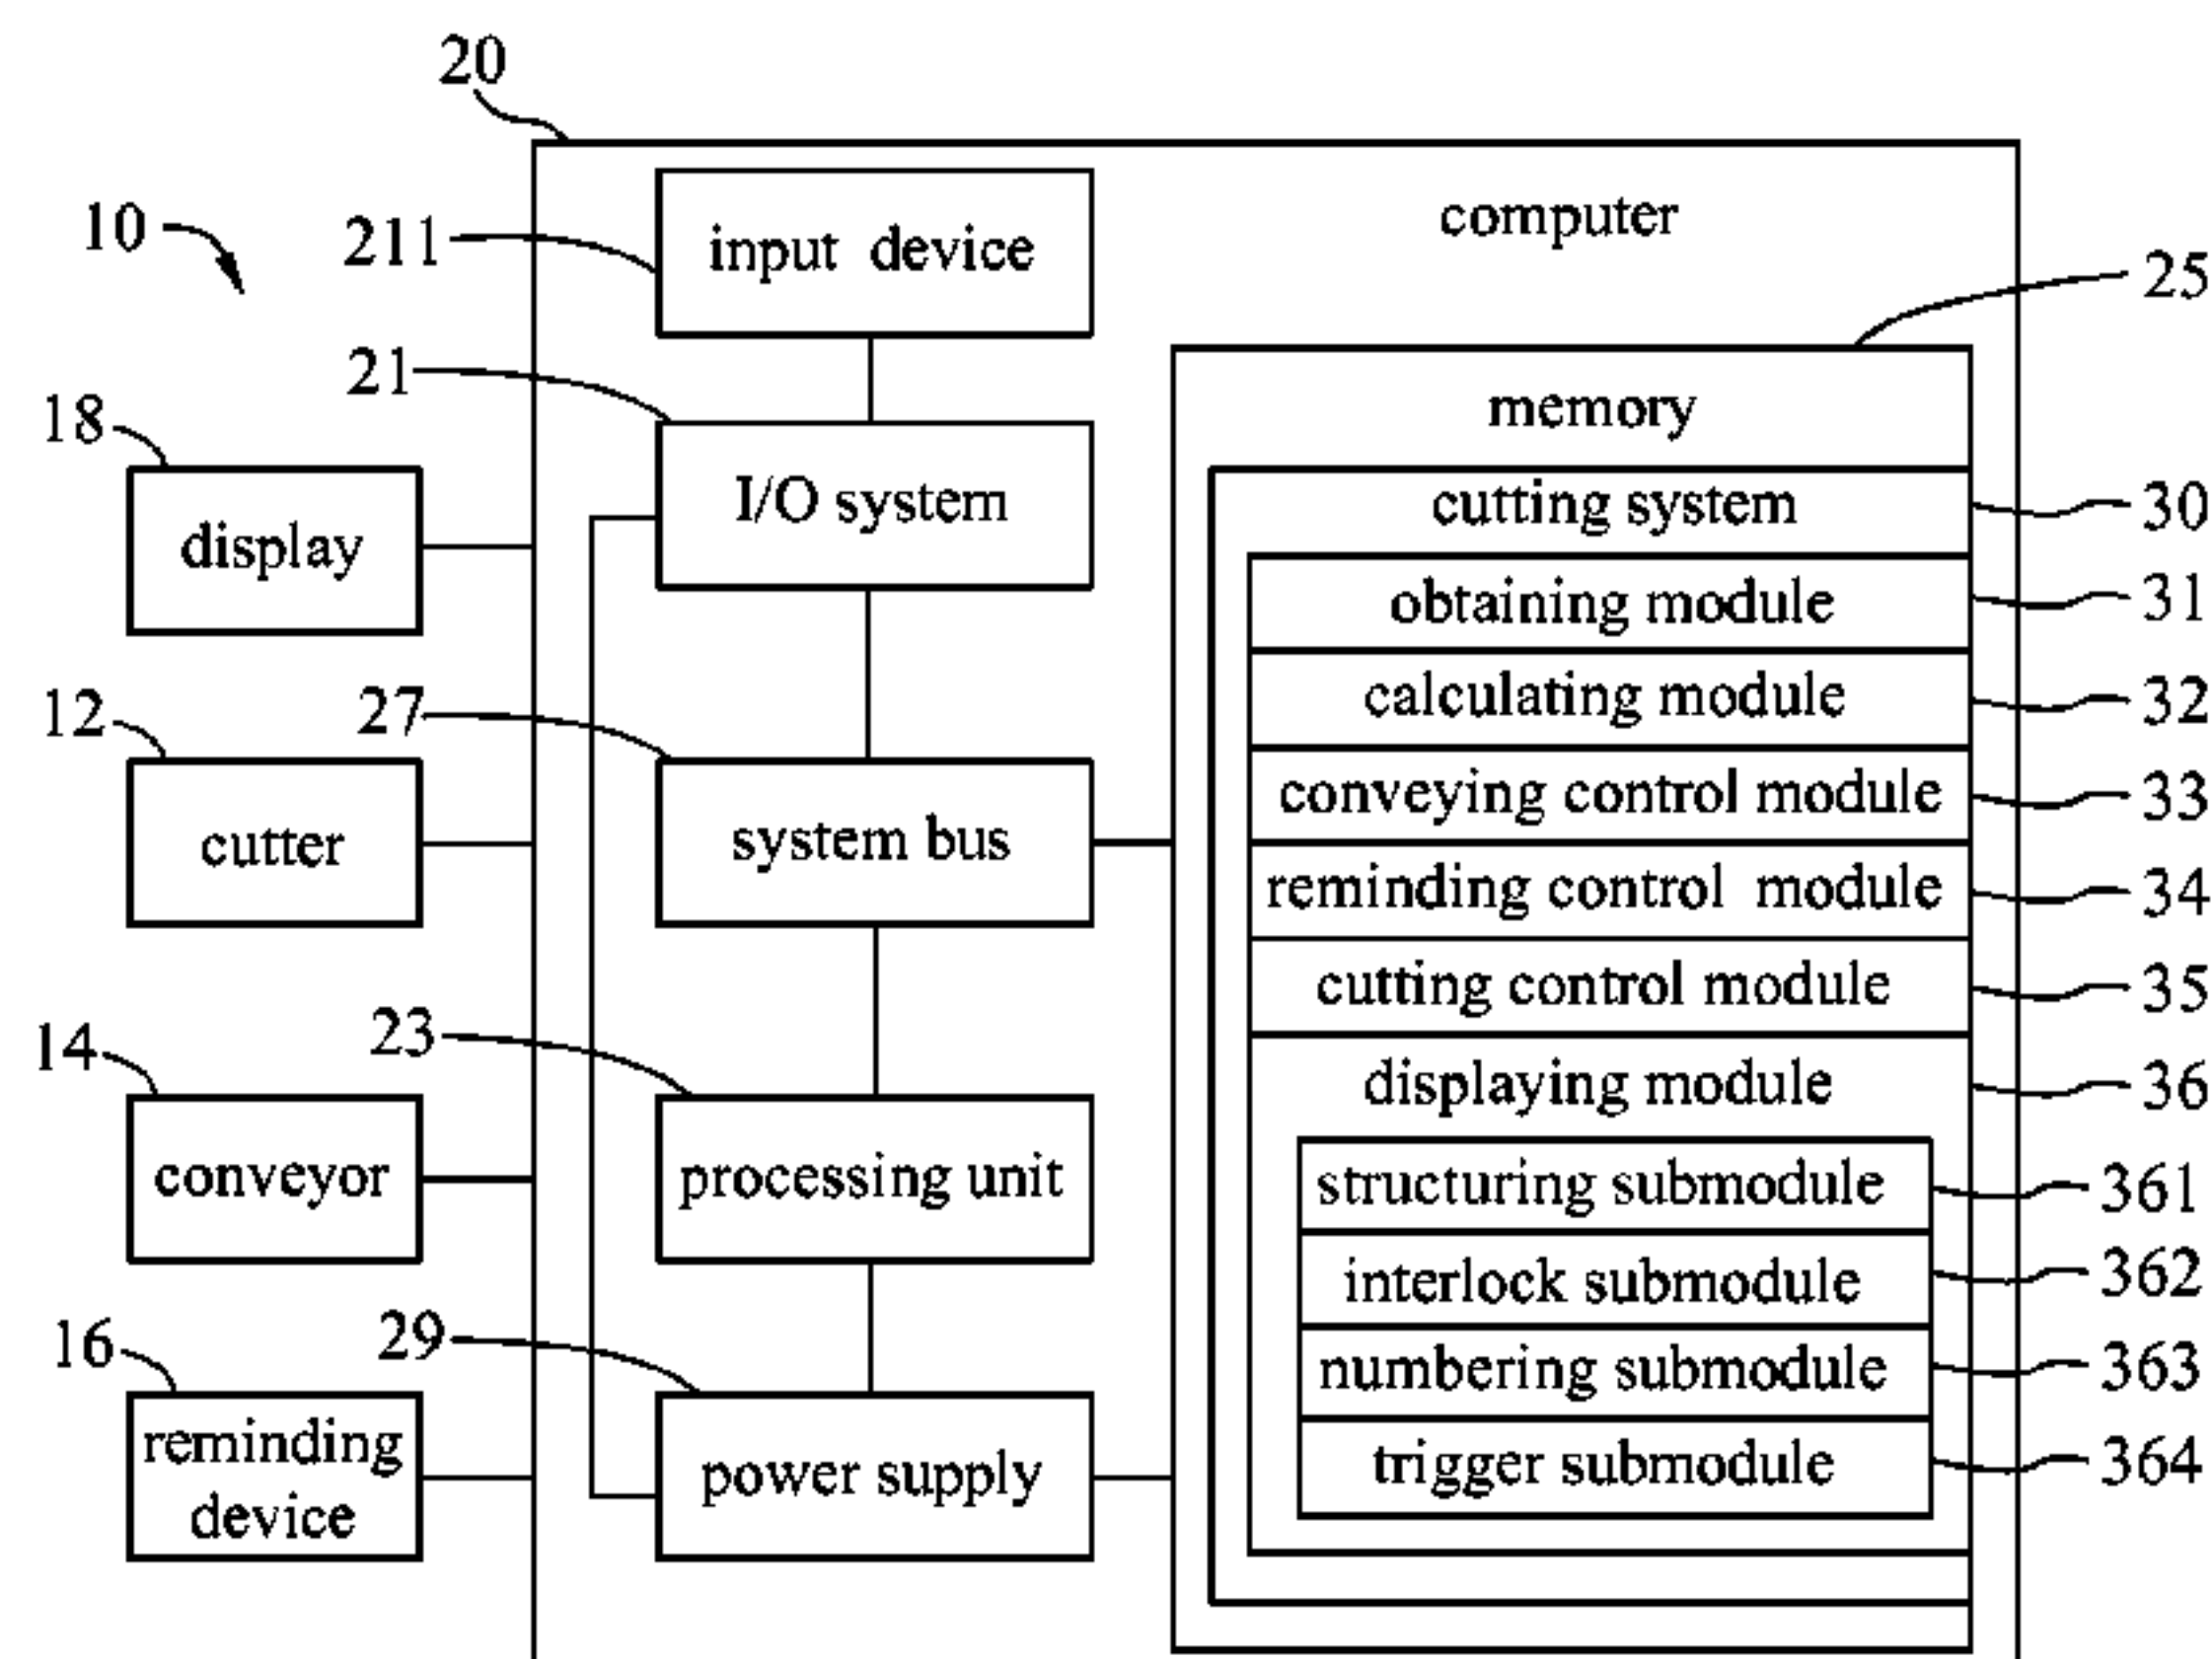 20
10
211
input device
computer
25
21
18
memory
display
I/O system
cutting system
30
obtaining module
31
calculating module
32
12
27
cutter
system bus
conveying control module
33
reminding control module
34
cutting control module
35
14
23
conveyor
processing unit
displaying module
36
structuring submodule
361
interlock submodule
362
16
29
numbering submodule
363
reminding
device
power supply
trigger submodule
364